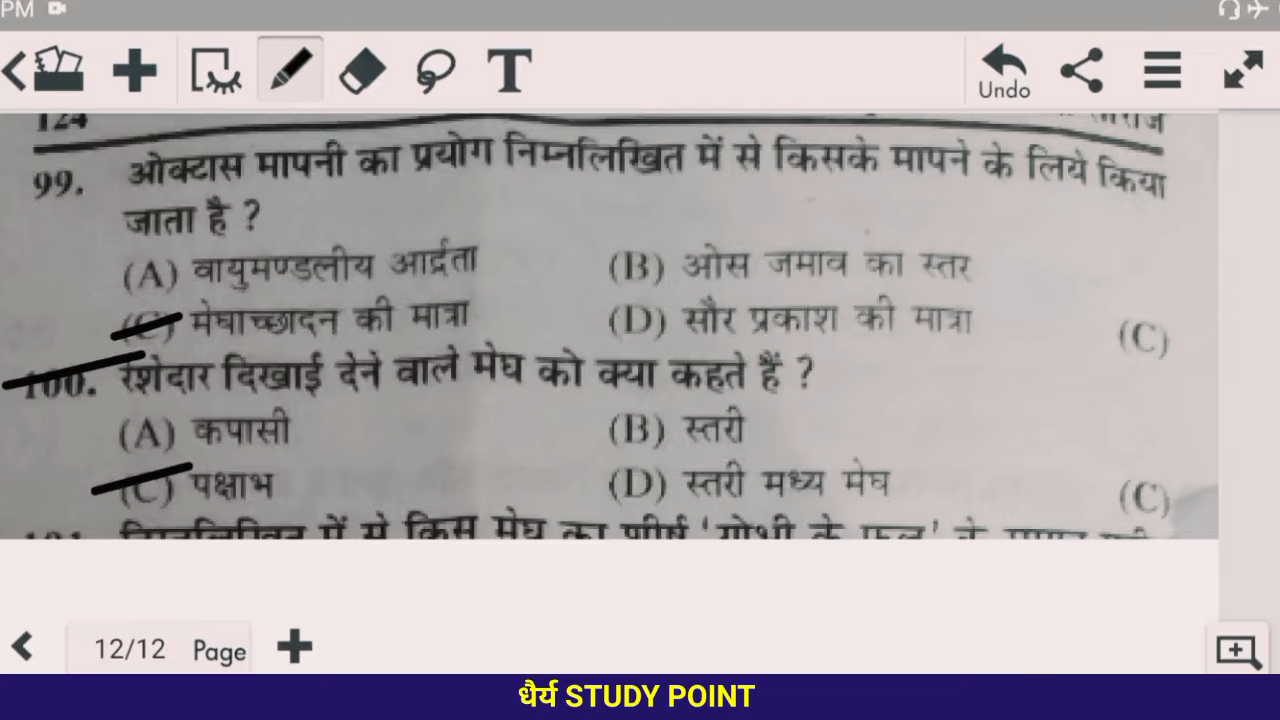 PM
Undo
124
99. ओक्टास मापनी का प्रयोग निम्नलिखित में से किसके मापने के लिये किया
जाता है ?
(A) वायुमण्डलीय आर्द्रता (B) ओस जमाव का स्तर
(C) मेघाच्छादन की मात्रा (D) सौर प्रकाश की मात्रा (C)
100. रेशेदार दिखाई देने वाले मेघ को क्या कहते हैं ?
(A) कपासी (B) स्तरी
(C) पक्षाभ (D) स्तरी मध्य मेघ (C)
निम्नलिखित में से किस मेघ का शीर्ष 'गोभी के फूल'
12/12 Page
धैर्य STUDY POINT